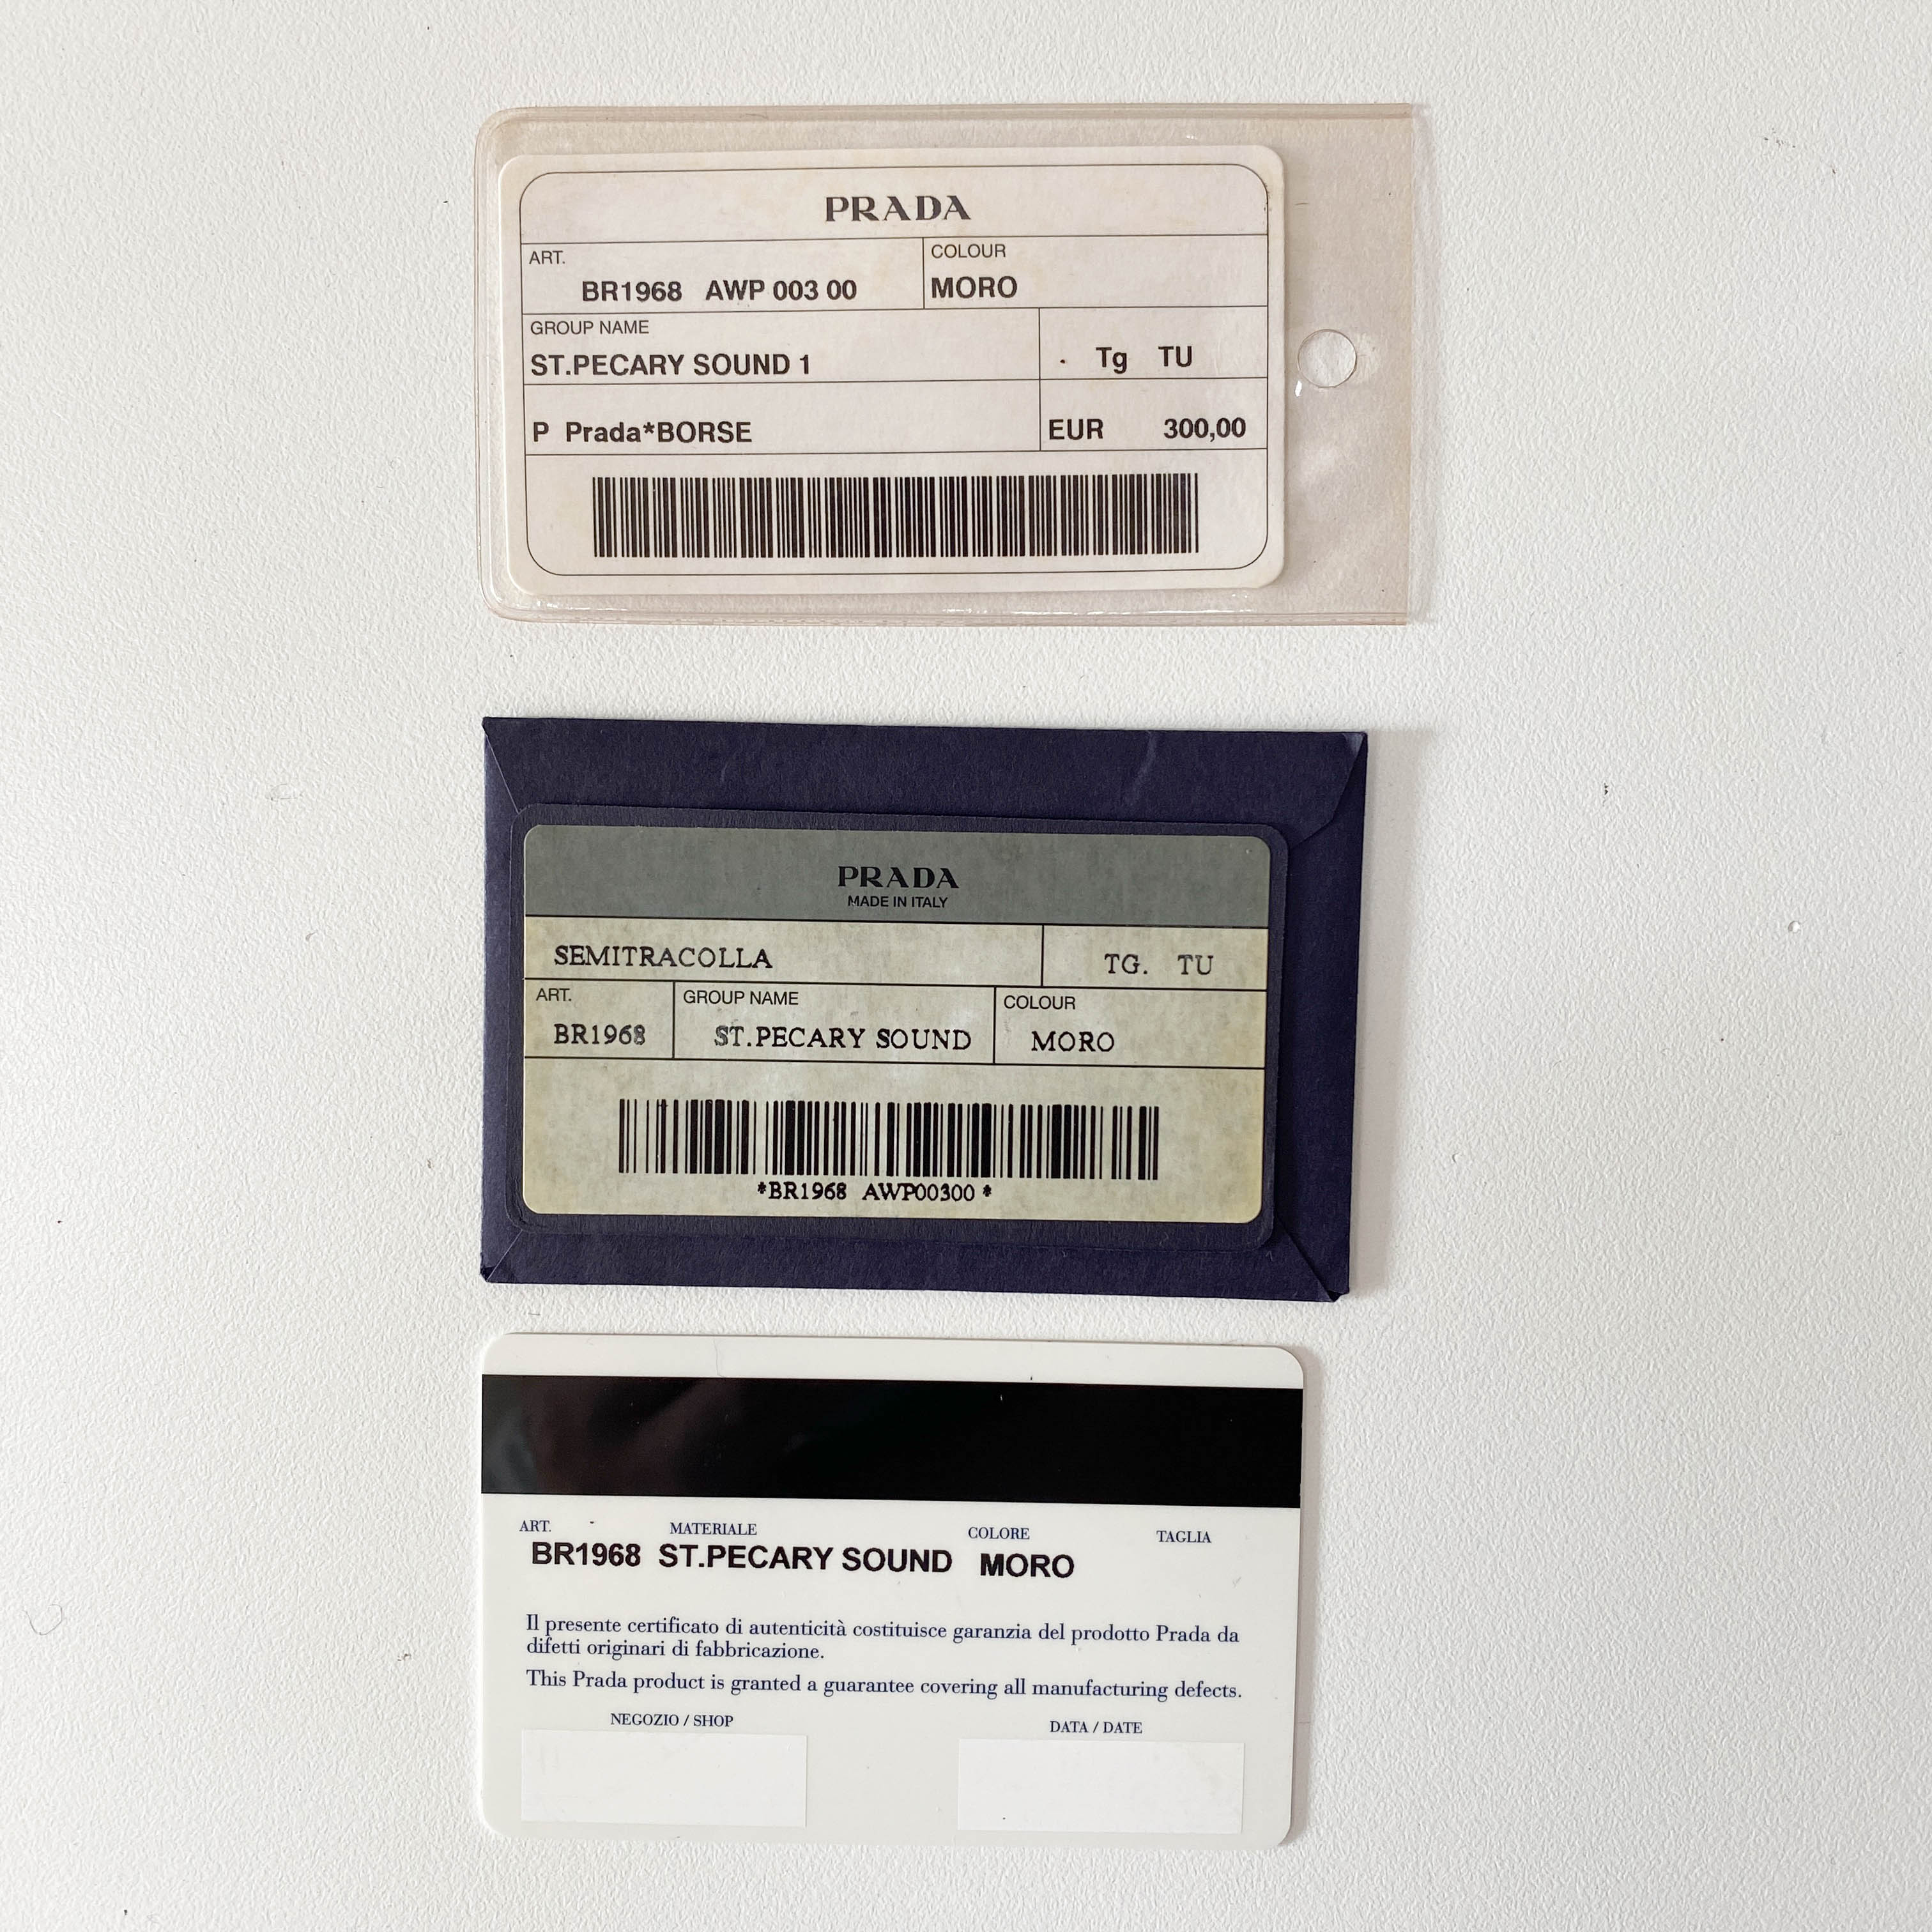 PRADA
ART. COLOUR
BR1968 AWP 003 00 MORO
GROUP NAME
ST.PECARY SOUND 1 . Tg TU
P Prada*BORSE EUR 300,00
PRADA
MADE IN ITALY
SEMITRACOLLA TG. TU
ART. GROUP NAME COLOUR
BR1968 ST.PECARY SOUND MORO
*BR1968 AWP00300 *
ART. MATERIALE COLORE TAGLIA
BR1968 ST.PECARY SOUND MORO
Il presente certificato di autenticità costituisce garanzia del prodotto Prada da
difetti originari di fabbricazione.
This Prada product is granted a guarantee covering all manufacturing defects.
NEGOZIO / SHOP DATA / DATE